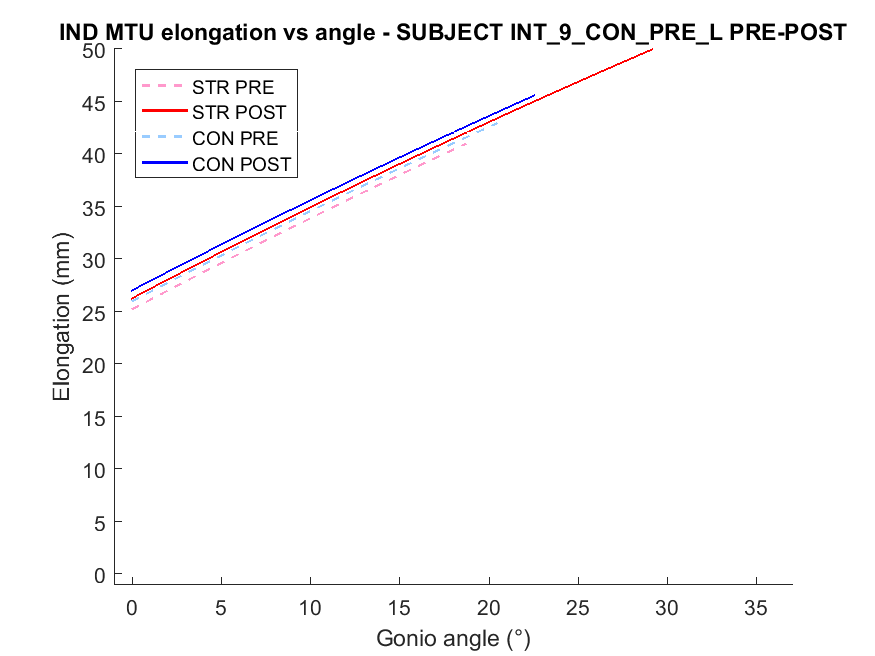 IND MTU elongation vs angle - SUBJECT INT_9_CON_PRE_L PRE-POST
STR PRE
STR POST
CON PRE
CON POST
50
45
40
35
30
25
20
15
10
5
0
Elongation (mm)
0 5 10 15 20 25 30 35
Gonio angle (°)